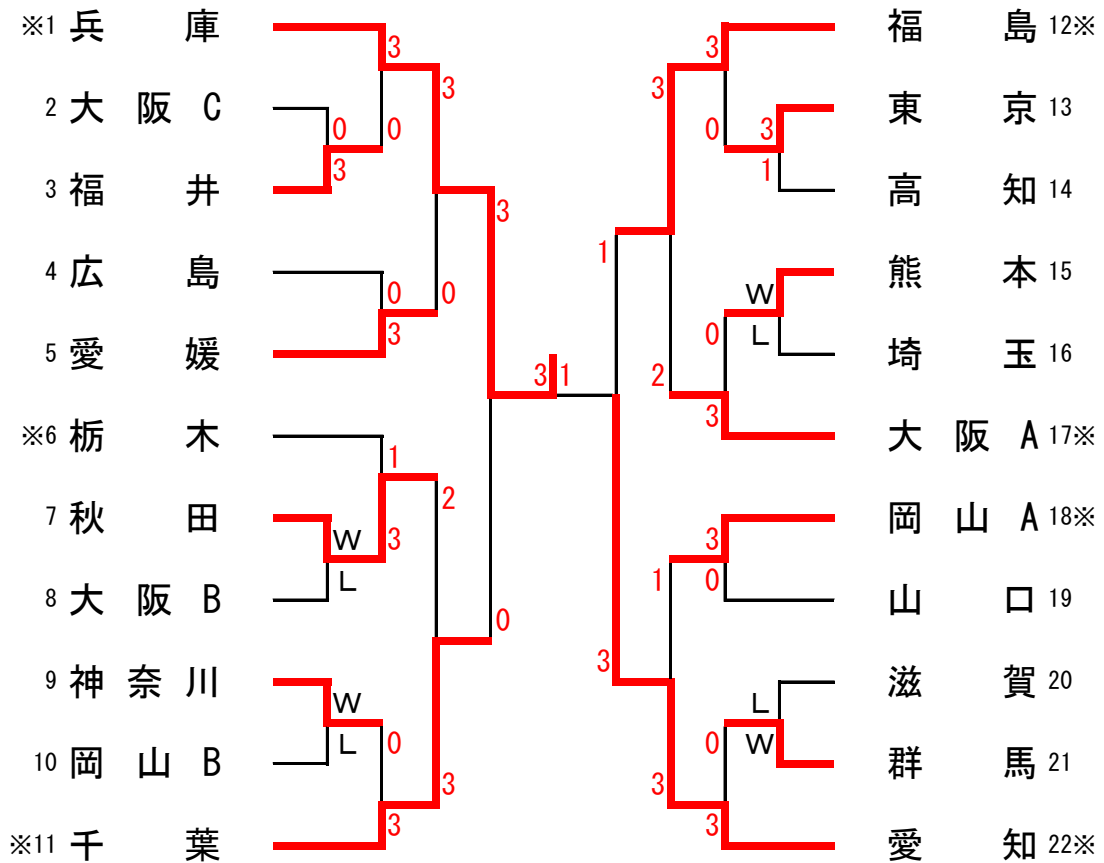 ※1 兵庫 3 3 福島 12※
2 大阪C 0 0 3 3 0 3 東京 13
3 福井 3 3 1 高知 14
4 広島 0 0 1 W 熊本 15
5 愛媛 3 3 1 2 0 L 埼玉 16
※6 栃木 1 3 大阪A 17※
7 秋田 W 3 2 3 岡山A 18※
8 大阪B L 0 1 0 山口 19
9 神奈川 W 3 L 滋賀 20
10 岡山B L 0 3 0 W 群馬 21
※11 千葉 3 3 3 愛知 22※